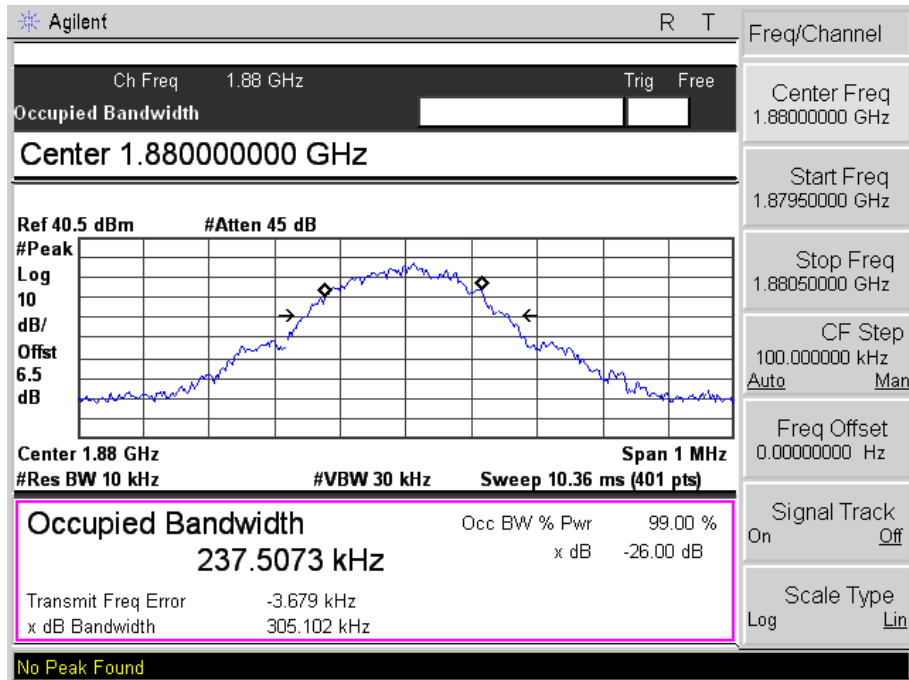 Agilent R T
Freq/Channel
Ch Freq 1.88 GHz Trig Free
Occupied Bandwidth
Center 1.880000000 GHz
Ref 40.5 dBm #Atten 45 dB
#Peak
Log
10
dB/
Offst
6.5
dB
Center 1.88 GHz Span 1 MHz
#Res BW 10 kHz #VBW 30 kHz Sweep 10.36 ms (401 pts)
Occupied Bandwidth
237.5073 kHz
Occ BW % Pwr 99.00 %
x dB -26.00 dB
Transmit Freq Error -3.679 kHz
x dB Bandwidth 305.102 kHz
No Peak Found
Center Freq
1.88000000 GHz
Start Freq
1.87950000 GHz
Stop Freq
1.88050000 GHz
CF Step
100.000000 kHz
Auto Man
Freq Offset
0.00000000 Hz
Signal Track
On Off
Scale Type
Log Lin